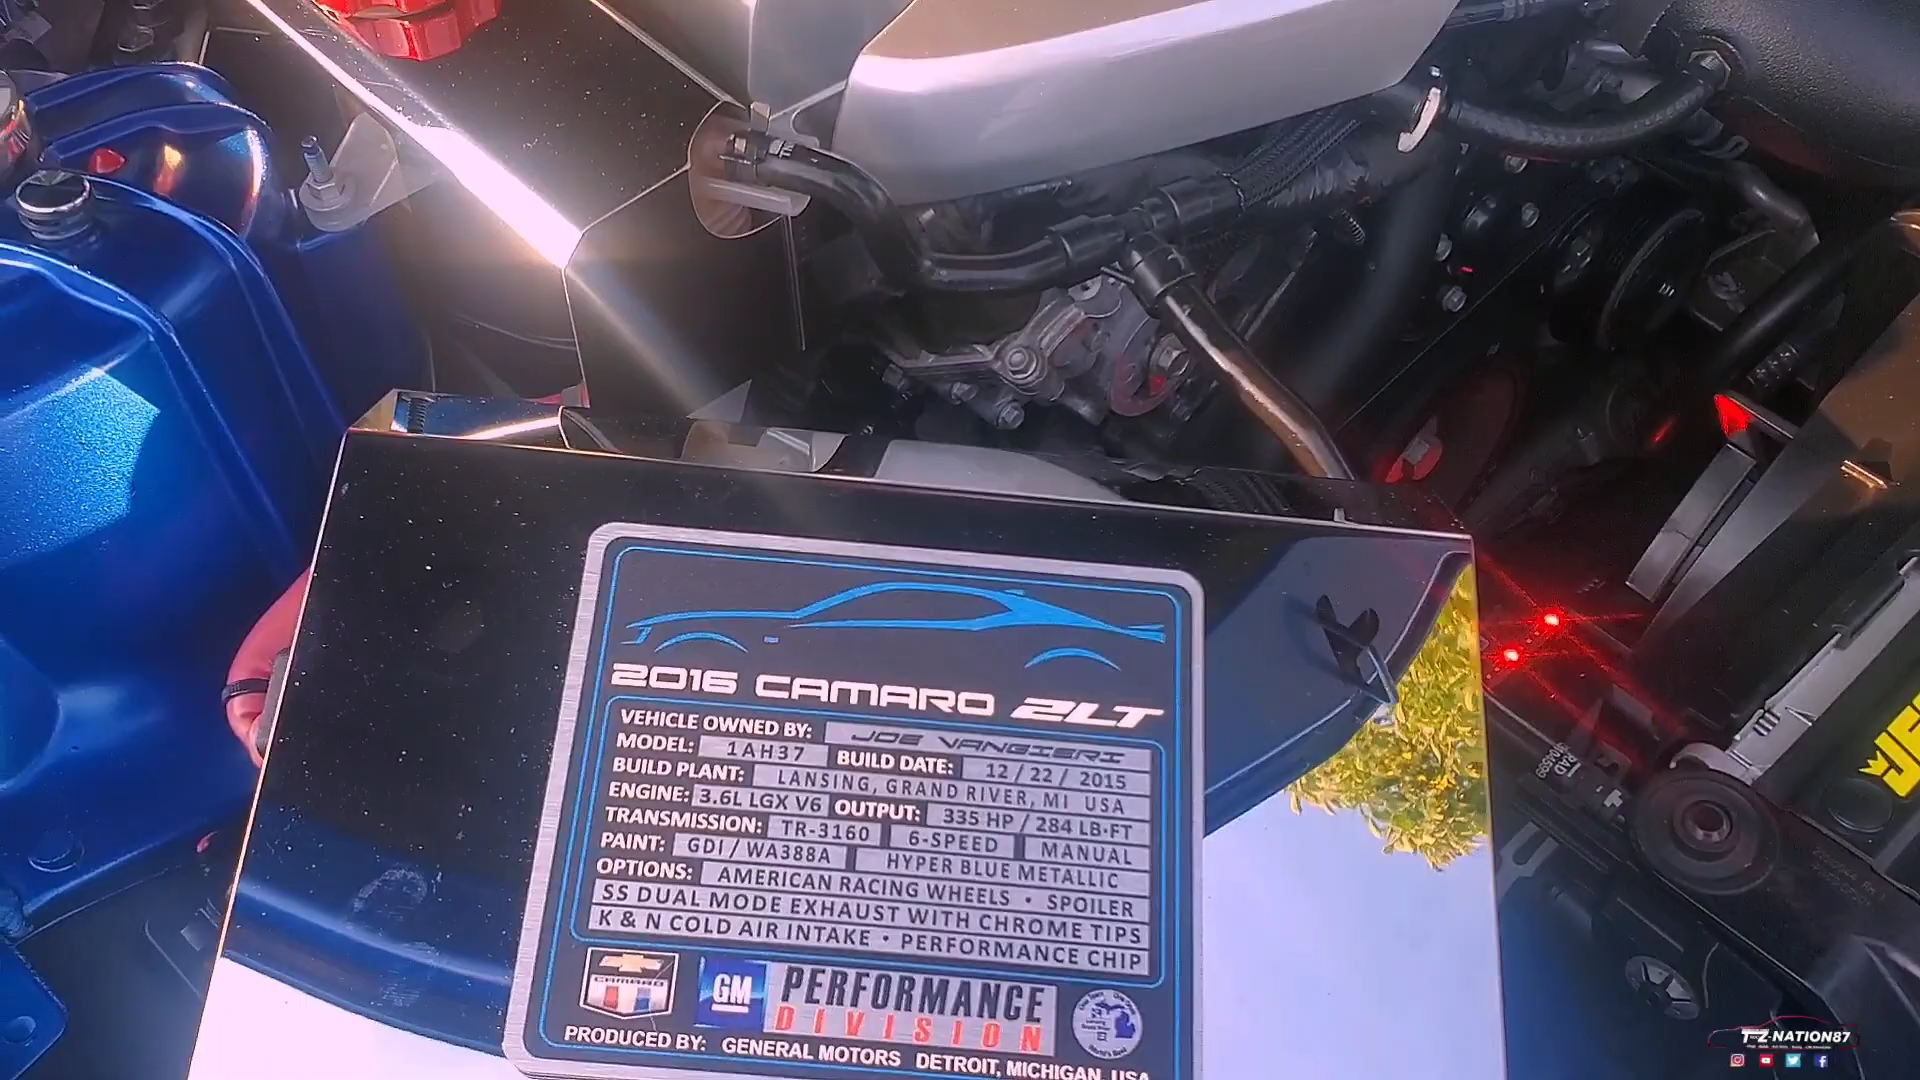 2016 CAMARO 2LT
VEHICLE OWNED BY: JOE VANGIERI
MODEL: 1AH37 BUILD DATE: 12 / 22 / 2015
BUILD PLANT: LANSING, GRAND RIVER, MI USA
ENGINE: 3.6L LGX V6 OUTPUT: 335 HP / 284 LB-FT
TRANSMISSION: TR-3160 6-SPEED MANUAL
PAINT: GDI / WA388A HYPER BLUE METALLIC
OPTIONS: AMERICAN RACING WHEELS • SPOILER
SS DUAL MODE EXHAUST WITH CHROME TIPS
K & N COLD AIR INTAKE • PERFORMANCE CHIP
CAMARO
GM
PERFORMANCE
DIVISION
PRODUCED BY: GENERAL MOTORS DETROIT, MICHIGAN, USA
TZ-NATION87